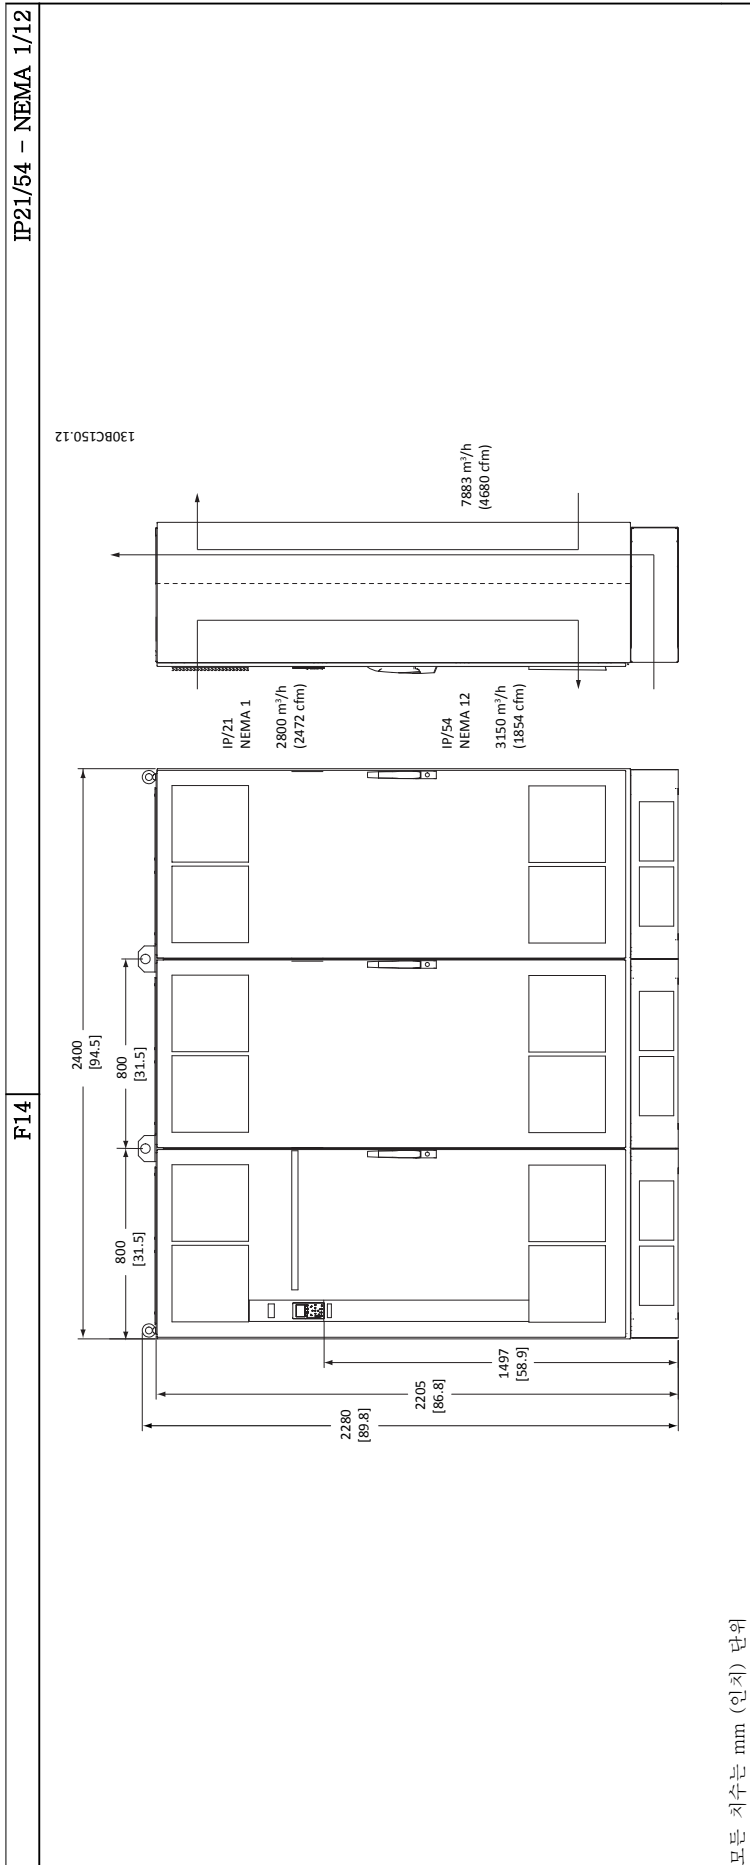 F14
IP21/54 - NEMA 1/12
130BC150.12
2400
[94.5]
800
[31.5]
800
[31.5]
2280
[89.8]
2205
[86.8]
1497
[58.9]
IP/21
NEMA 1
2800 m³/h
(2472 cfm)
IP/54
NEMA 12
3150 m³/h
(1854 cfm)
7883 m³/h
(4680 cfm)
모든 치수는 mm (인치) 단위